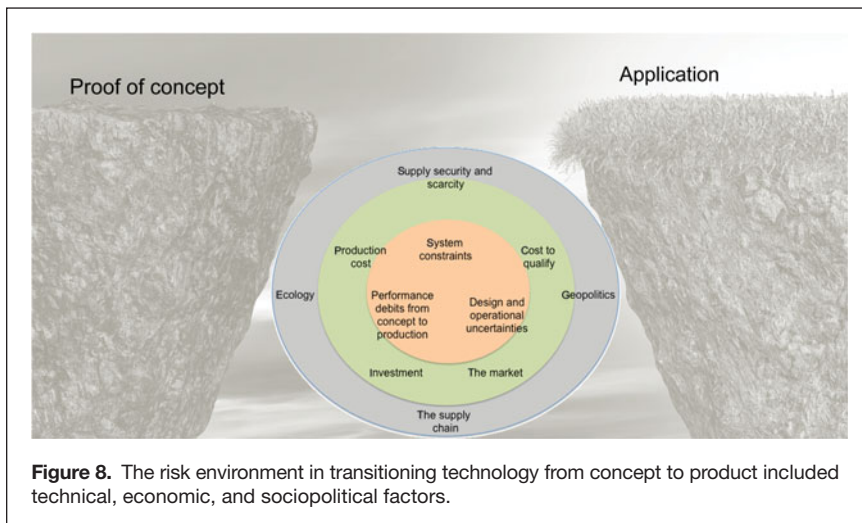 Proof of concept
Application
Supply security and
scarcity
Production
cost
System
constraints
Cost to
qualify
Ecology
Performance
debits from
concept to
production
Design and
operational
uncertainties
Geopolitics
Investment
The market
The supply
chain
Figure 8. The risk environment in transitioning technology from concept to product included
technical, economic, and sociopolitical factors.